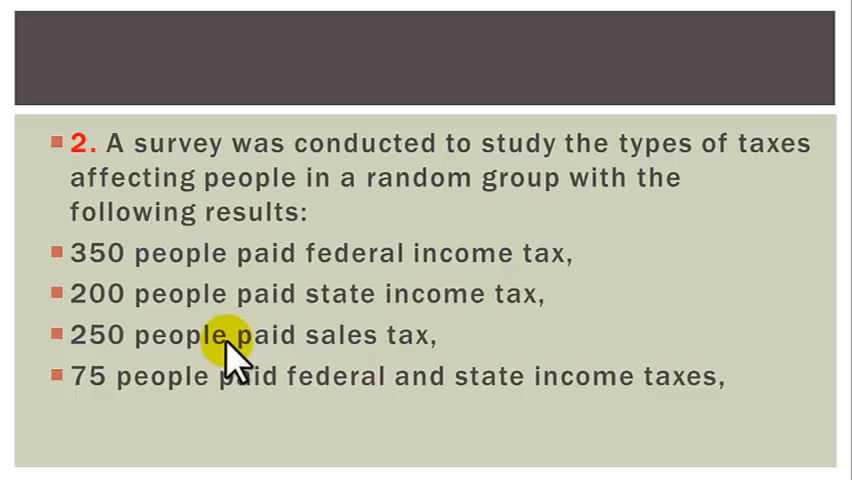 2. A survey was conducted to study the types of taxes
affecting people in a random group with the
following results:
350 people paid federal income tax,
200 people paid state income tax,
250 people paid sales tax,
75 people paid federal and state income taxes,